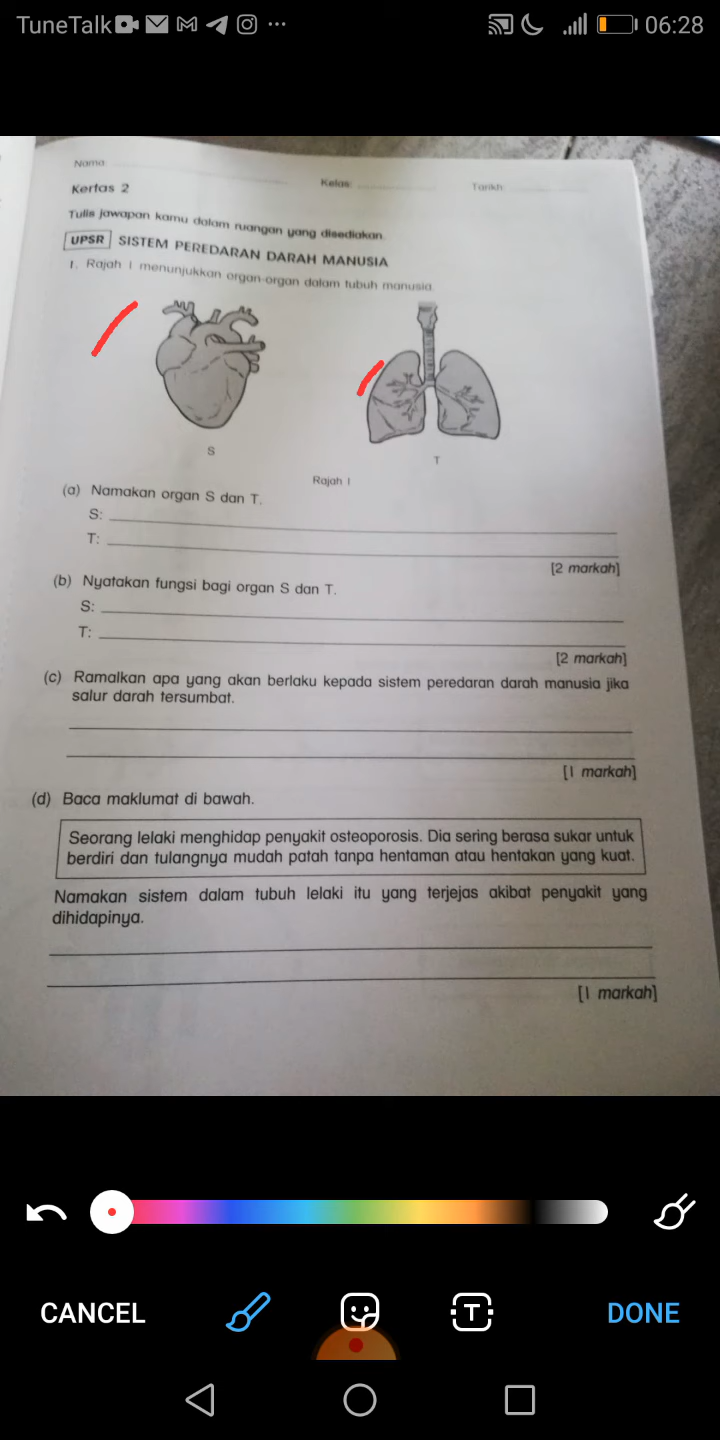 TuneTalk ... 06:28
Nama:
Kelas:
Tarikh:
Kertas 2
Tulis jawapan kamu dalam ruangan yang disediakan.
UPSR SISTEM PEREDARAN DARAH MANUSIA
1. Rajah 1 menunjukkan organ-organ dalam tubuh manusia.
S
T
Rajah 1
(a) Namakan organ S dan T.
S:
T:
[2 markah]
(b) Nyatakan fungsi bagi organ S dan T.
S:
T:
[2 markah]
(c) Ramalkan apa yang akan berlaku kepada sistem peredaran darah manusia jika
salur darah tersumbat.
[1 markah]
(d) Baca maklumat di bawah.
Seorang lelaki menghidap penyakit osteoporosis. Dia sering berasa sukar untuk
berdiri dan tulangnya mudah patah tanpa hentaman atau hentakan yang kuat.
Namakan sistem dalam tubuh lelaki itu yang terjejas akibat penyakit yang
dihidapinya.
[1 markah]
CANCEL T DONE